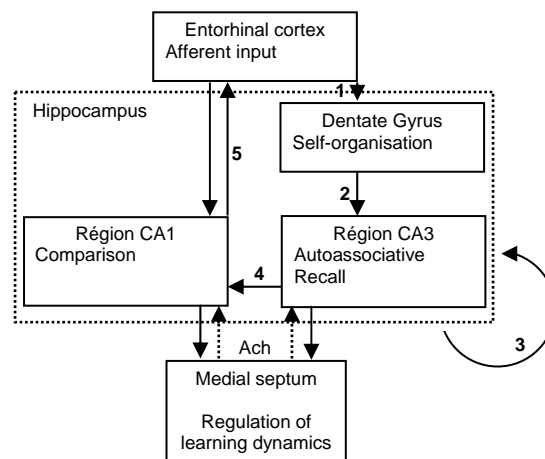 Entorhinal cortex
Afferent input
1
Hippocampus
Dentate Gyrus
Self-organisation
5
2
Région CA1
Comparison
Région CA3
Autoassociative
Recall
4
3
Ach
Medial septum
Regulation of
learning dynamics